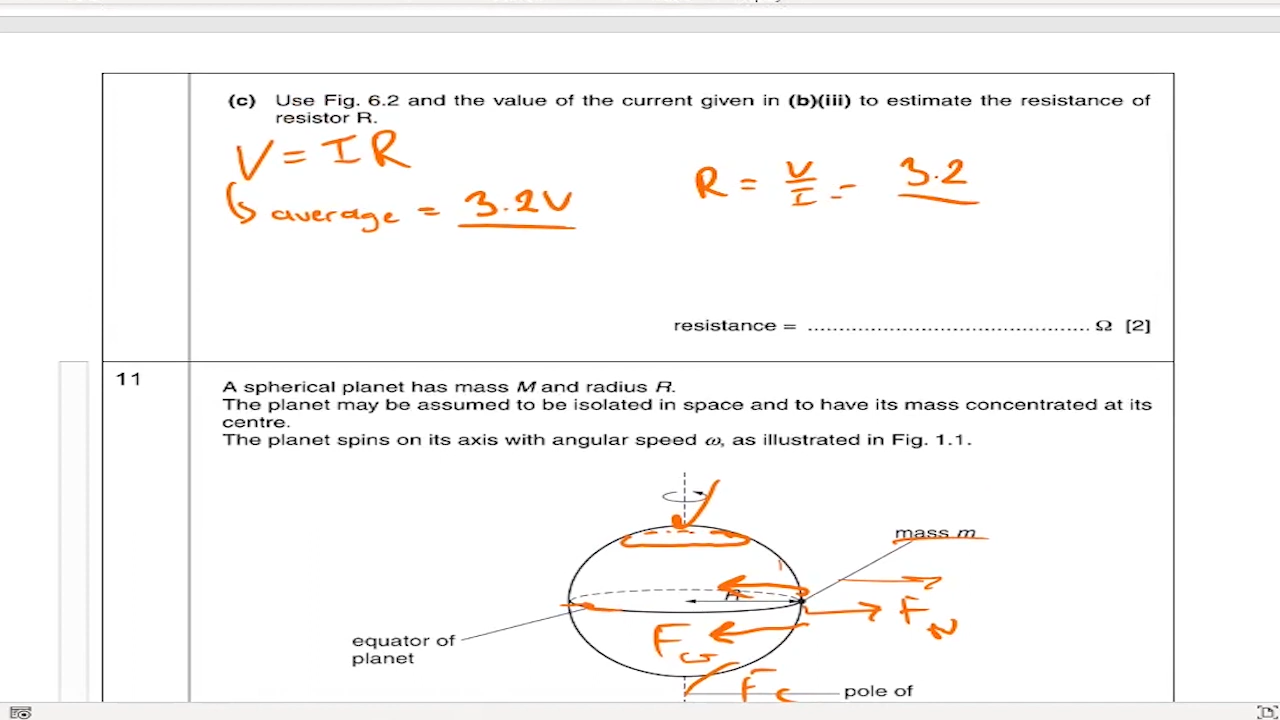 (c) Use Fig. 6.2 and the value of the current given in (b)(iii) to estimate the resistance of
resistor R.
V = IR
↳ average = 3.2V
R = V/I = 3.2
resistance = ................................................ Ω [2]
11
A spherical planet has mass M and radius R.
The planet may be assumed to be isolated in space and to have its mass concentrated at its
centre.
The planet spins on its axis with angular speed ω, as illustrated in Fig. 1.1.
mass m
R
F_N
equator of
planet
F_G
F_C
pole of